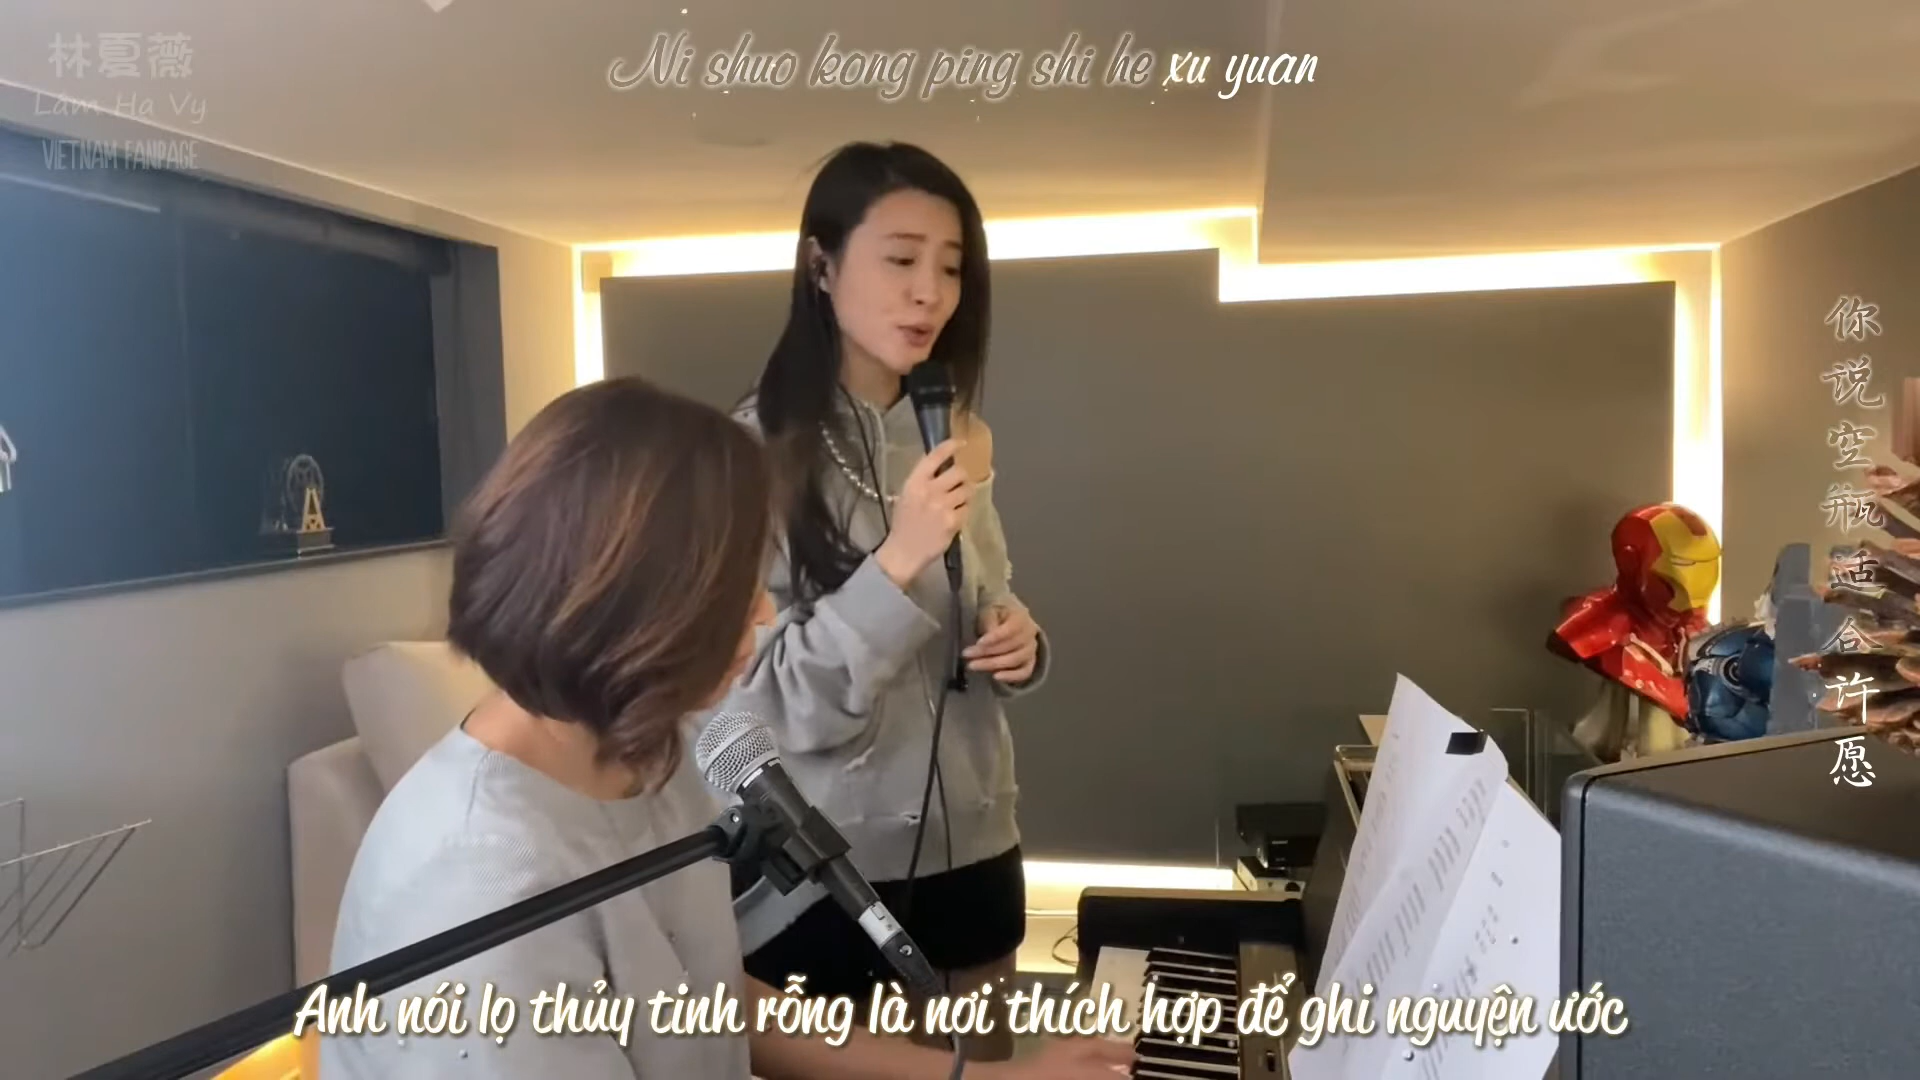 林夏薇
Lâm Hạ Vy
VIETNAM FANPAGE
Ni shuo kong ping shi he xu yuan
你说空瓶适合许愿
Anh nói lọ thủy tinh rỗng là nơi thích hợp để ghi nguyện ước